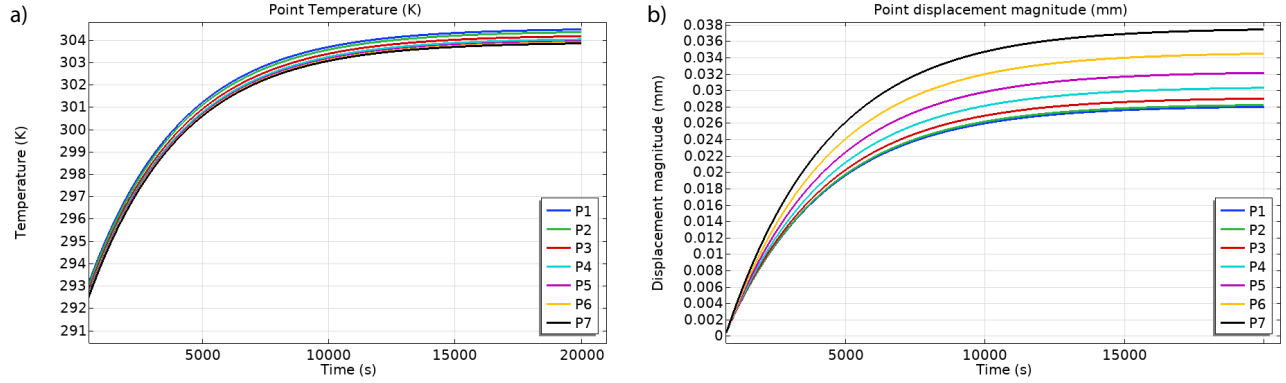 a)
Point Temperature (K)
304
303
302
301
300
299
298
297
296
295
294
293
292
291
Temperature (K)
5000
10000
15000
20000
Time (s)
P1
P2
P3
P4
P5
P6
P7
b)
Point displacement magnitude (mm)
0.038
0.036
0.034
0.032
0.03
0.028
0.026
0.024
0.022
0.02
0.018
0.016
0.014
0.012
0.01
0.008
0.006
0.004
0.002
0
Displacement magnitude (mm)
5000
10000
15000
Time (s)
P1
P2
P3
P4
P5
P6
P7